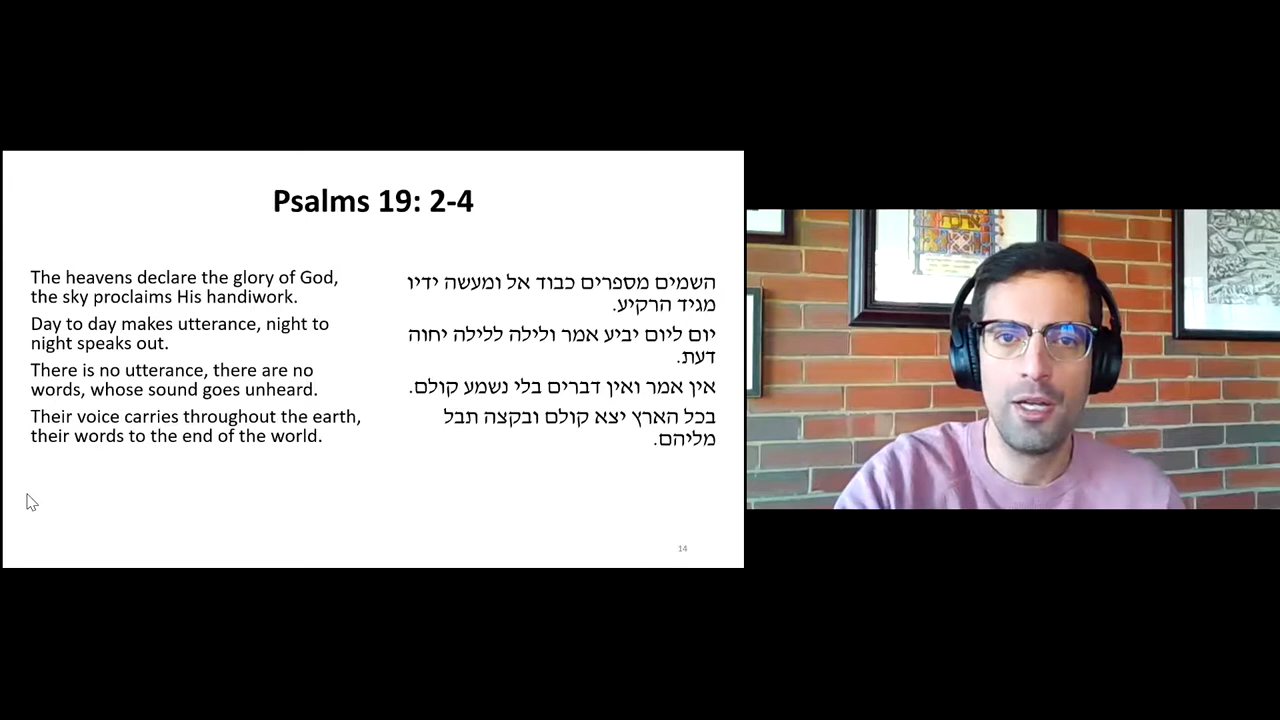 Psalms 19: 2-4
The heavens declare the glory of God,
the sky proclaims His handiwork.
Day to day makes utterance, night to
night speaks out.
There is no utterance, there are no
words, whose sound goes unheard.
Their voice carries throughout the earth,
their words to the end of the world.
השמים מספרים כבוד אל ומעשה ידיו
מגיד הרקיע.
יום ליום יביע אמר ולילה ללילה יחוה
דעת.
אין אמר ואין דברים בלי נשמע קולם.
בכל הארץ יצא קולם ובקצה תבל
מליהם.
14